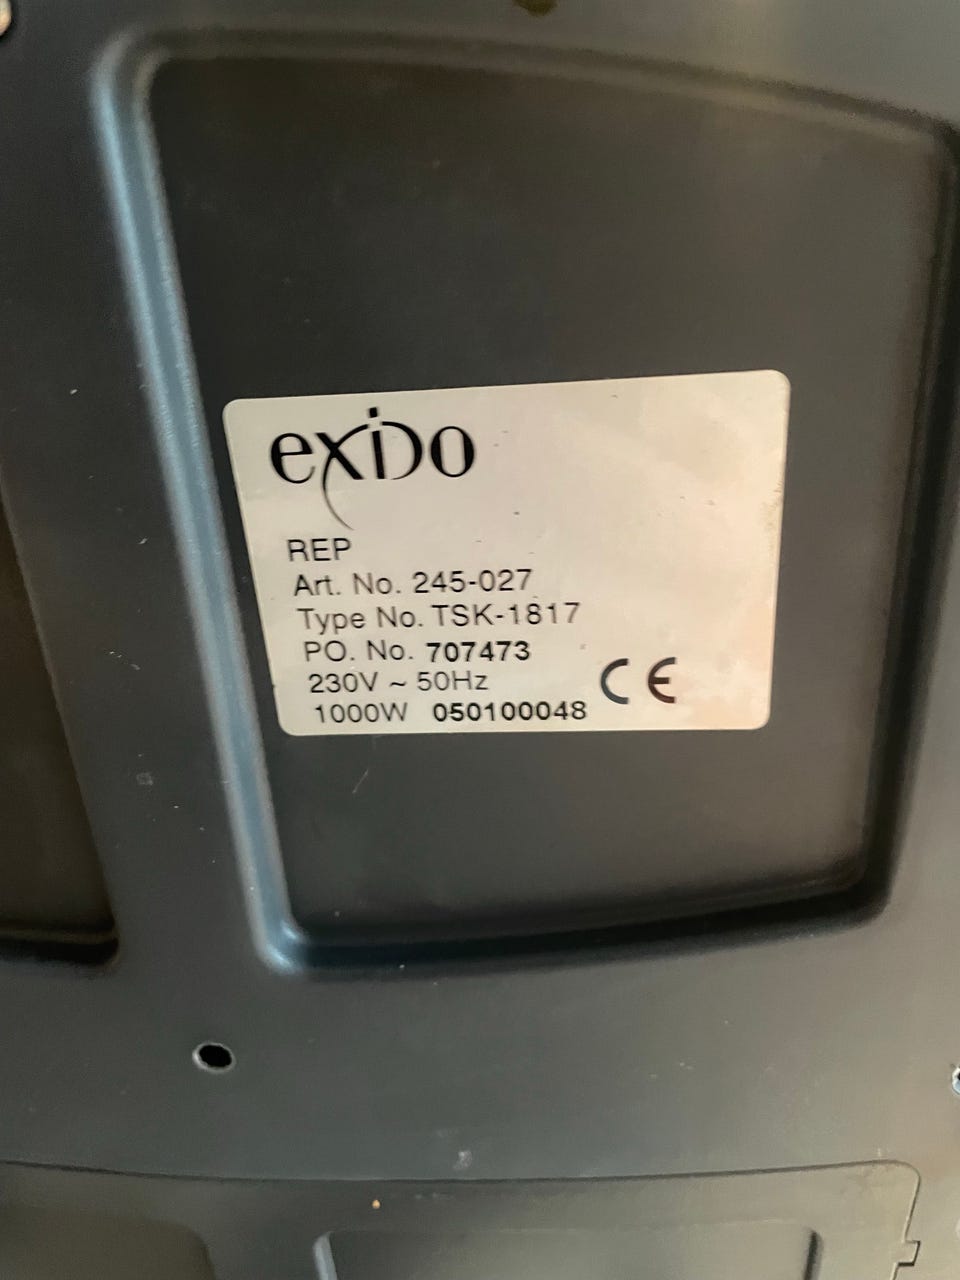 exido
REP
Art. No. 245-027
Type No. TSK-1817
PO. No. 707473
230V ~ 50Hz
1000W 050100048
CE